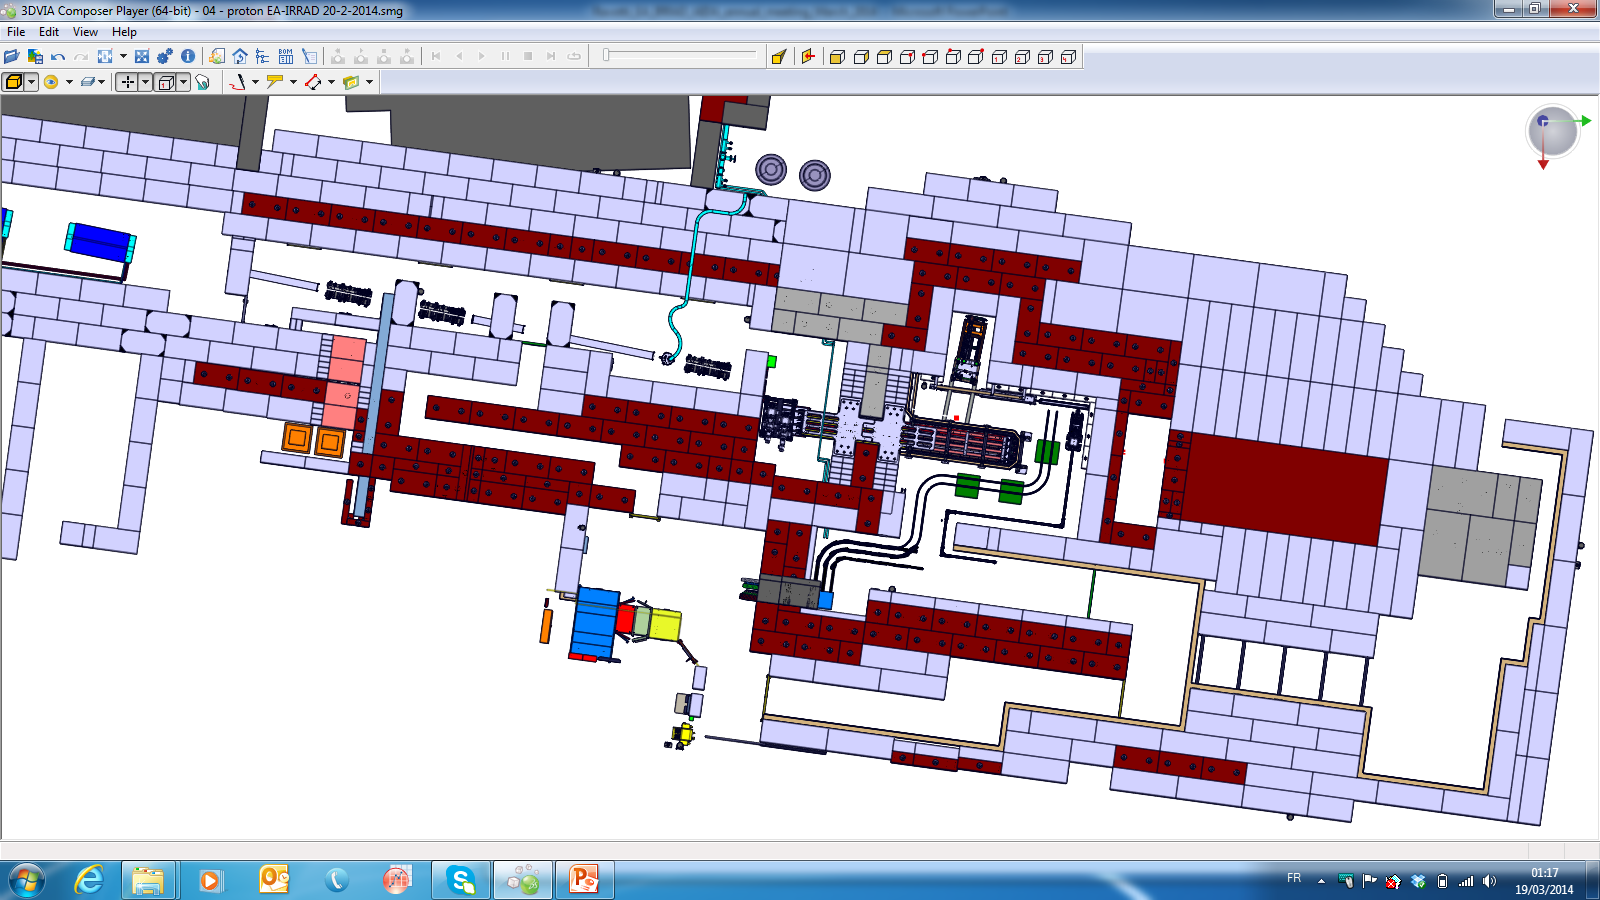 3DVIA Composer Player (64-bit) - 04 - proton EA-IRRAD 20-2-2014.smg
File Edit View Help
BOM
FR
01:17
19/03/2014